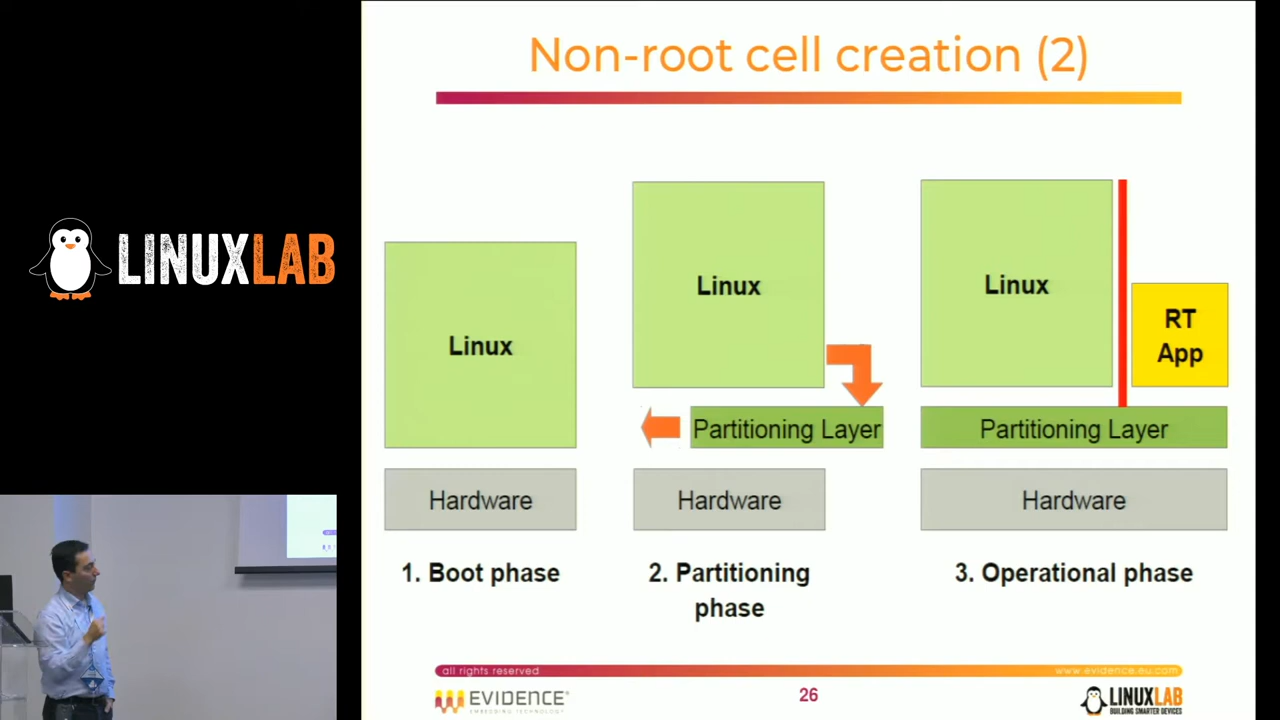 Non-root cell creation (2)
LINUXLAB
Linux
Linux
Linux
RT
App
Partitioning Layer
Partitioning Layer
Hardware
Hardware
Hardware
1. Boot phase
2. Partitioning
phase
3. Operational phase
all rights reserved
www.evidence.eu.com
EVIDENCE
EMBEDDING TECHNOLOGY
26
LINUXLAB
BUILDING SMARTER DEVICES